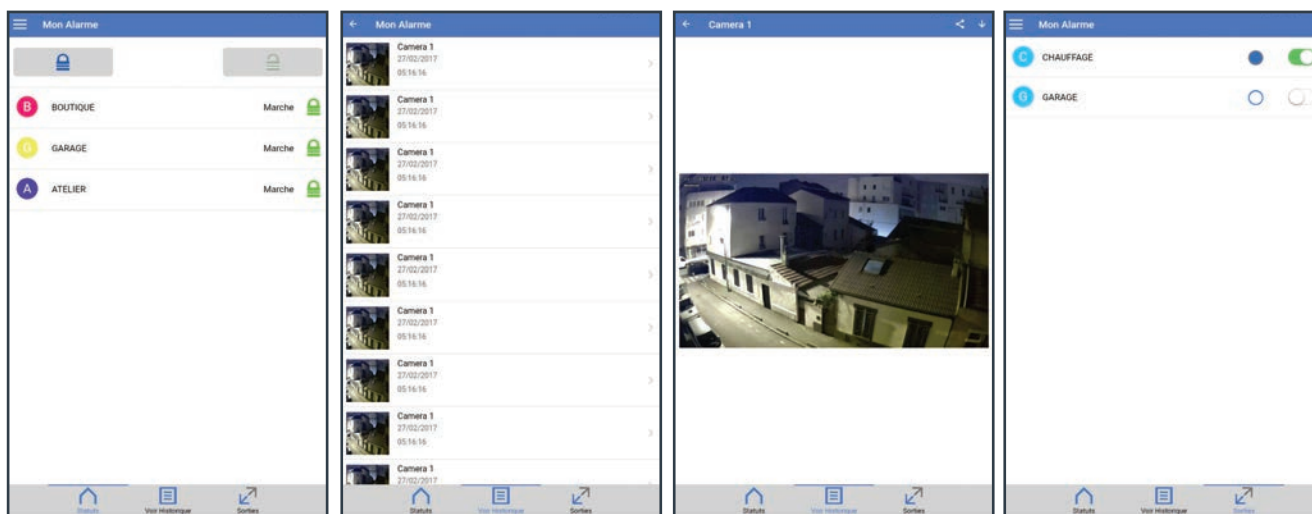 Mon Alarme
B BOUTIQUE Marche
G GARAGE Marche
A ATELIER Marche
Statuts Voir Historique Sorties
Mon Alarme
Camera 1
27/02/2017
05:16:16
Camera 1
27/02/2017
05:16:16
Camera 1
27/02/2017
05:16:16
Camera 1
27/02/2017
05:16:16
Camera 1
27/02/2017
05:16:16
Camera 1
27/02/2017
05:16:16
Camera 1
27/02/2017
05:16:16
Camera 1
27/02/2017
05:16:16
Camera 1
27/02/2017
Statuts Voir Historique Sorties
Camera 1
Statuts Voir Historique Sorties
Mon Alarme
C CHAUFFAGE
G GARAGE
Statuts Voir Historique Sorties